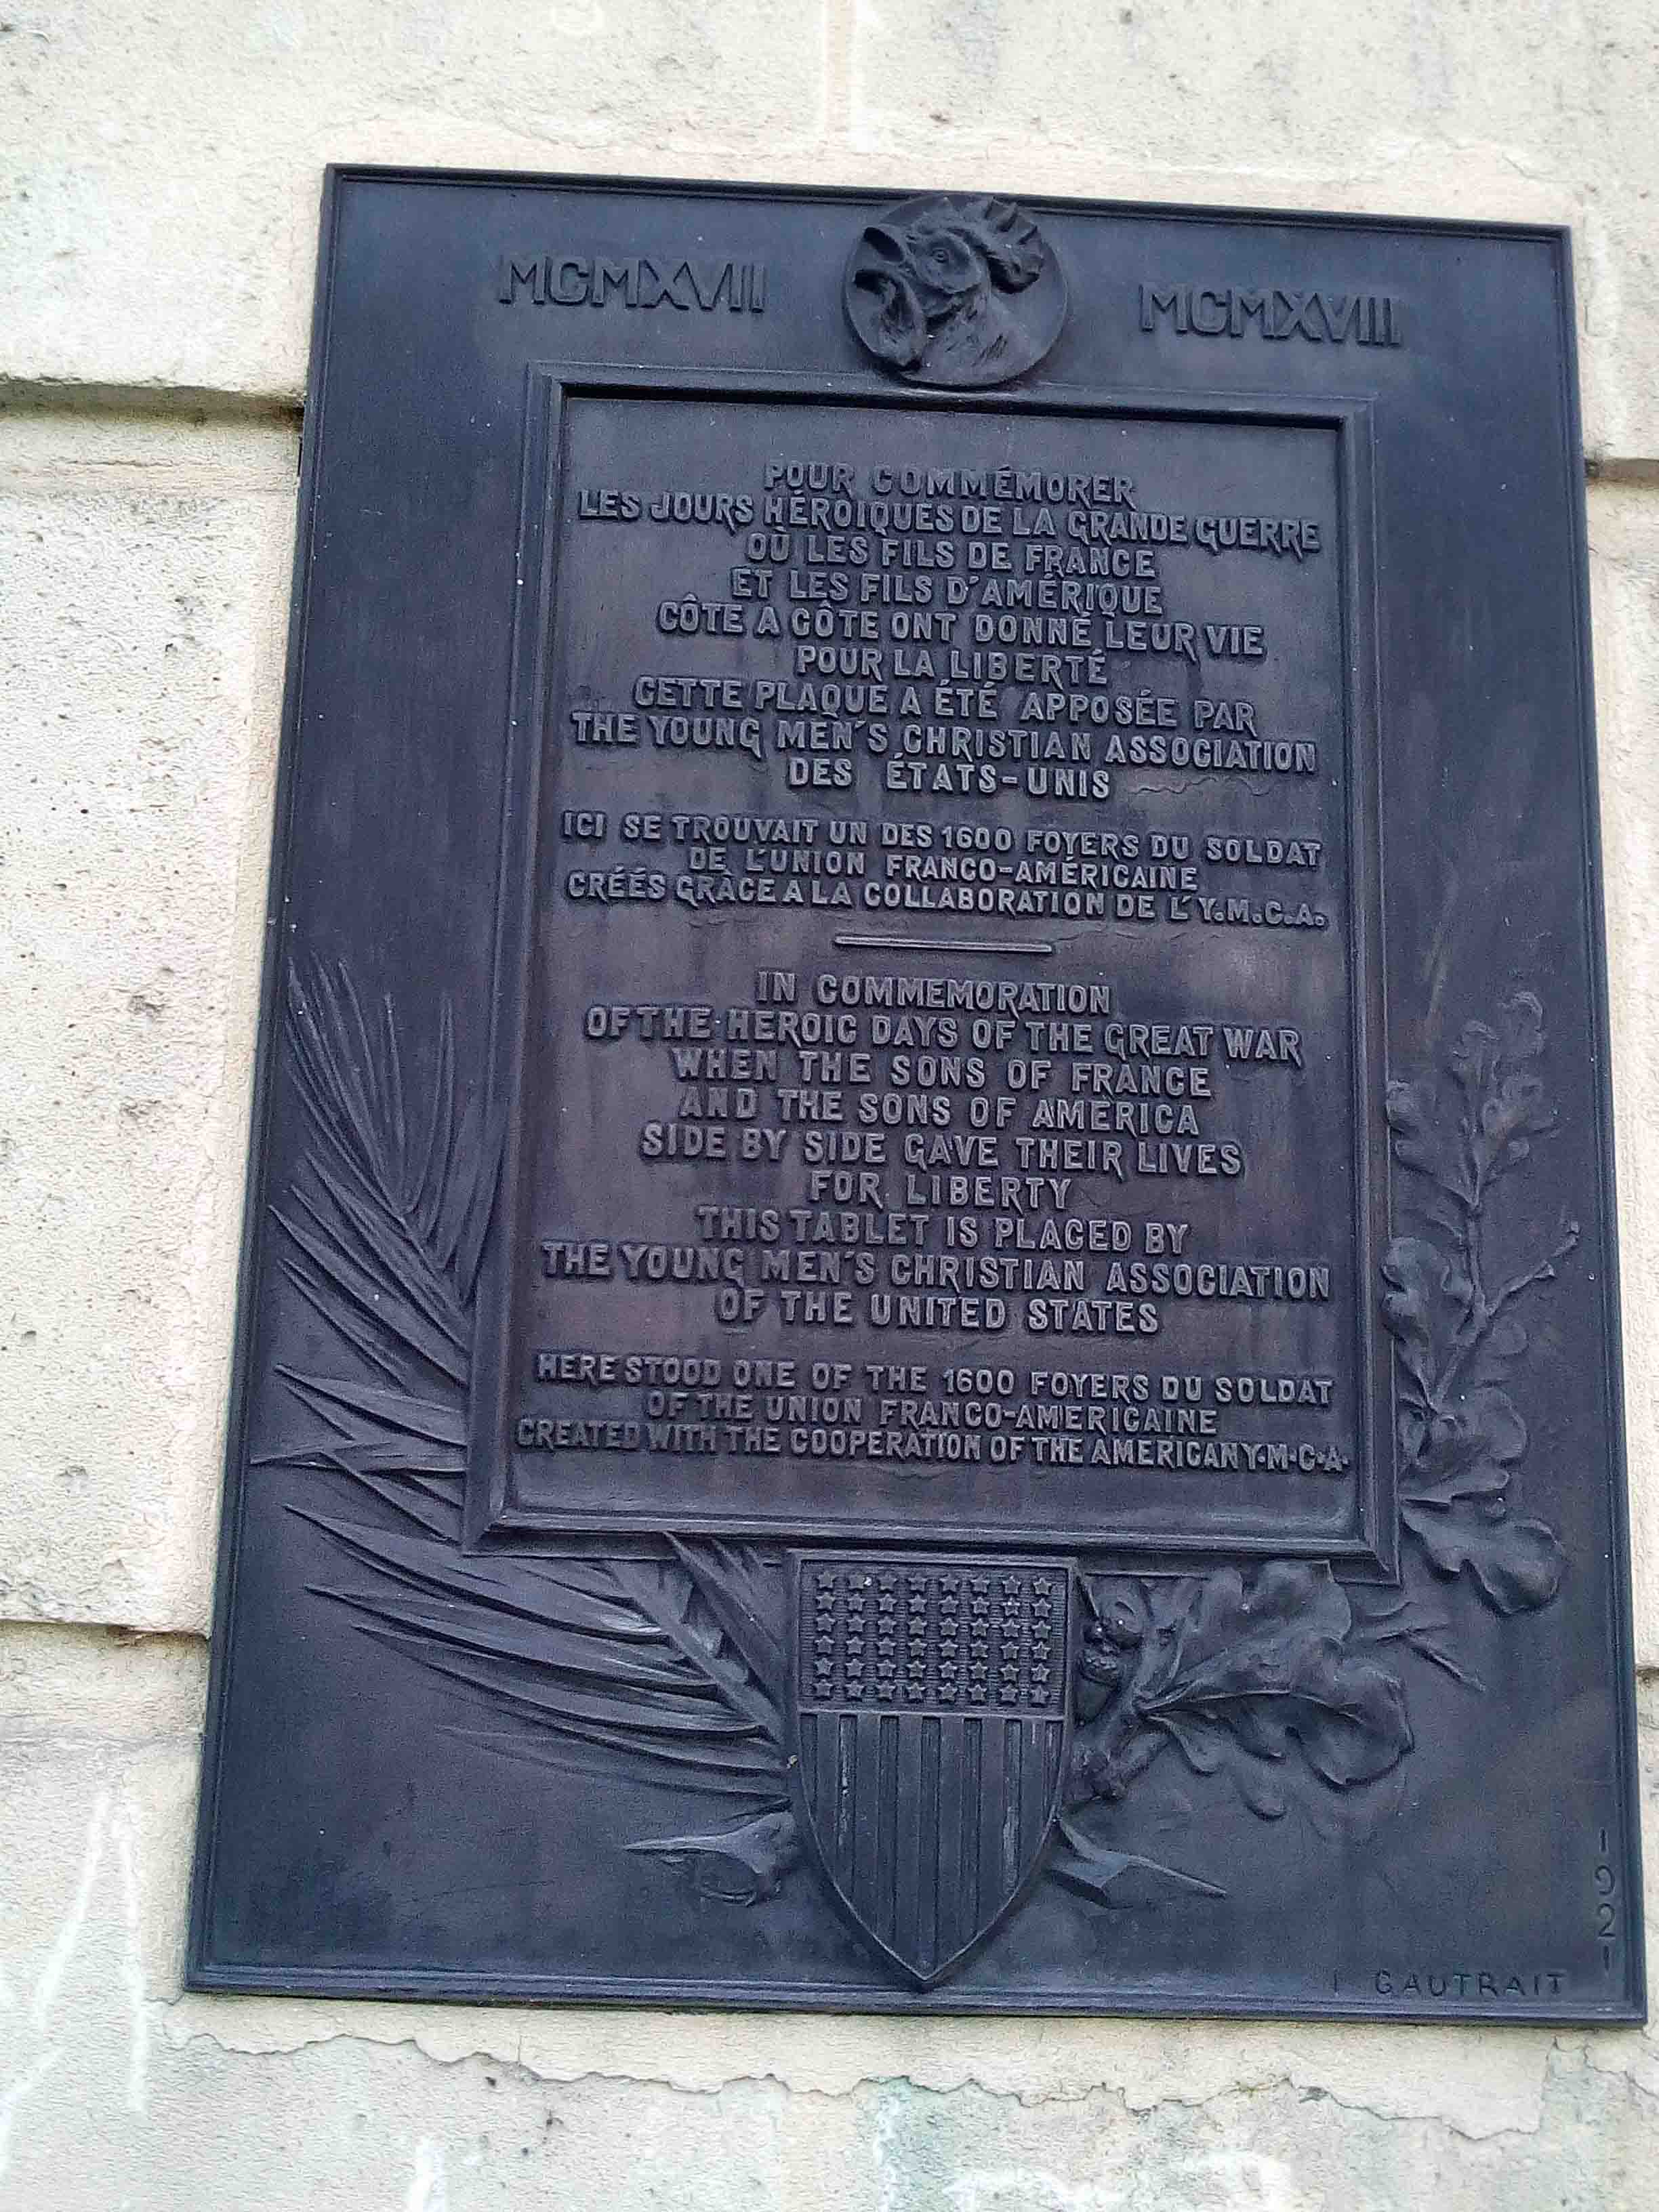 MCMXVII MCMXVIII
POUR COMMÉMORER
LES JOURS HÉROIQUES DE LA GRANDE GUERRE
OÙ LES FILS DE FRANCE
ET LES FILS D'AMÉRIQUE
CÔTE A CÔTE ONT DONNÉ LEUR VIE
POUR LA LIBERTÉ
CETTE PLAQUE A ÉTÉ APPOSÉE PAR
THE YOUNG MEN'S CHRISTIAN ASSOCIATION
DES ÉTATS-UNIS
ICI SE TROUVAIT UN DES 1600 FOYERS DU SOLDAT
DE L'UNION FRANCO-AMÉRICAINE
CRÉÉS GRÂCE A LA COLLABORATION DE L'Y.M.C.A.
IN COMMEMORATION
OF THE HEROIC DAYS OF THE GREAT WAR
WHEN THE SONS OF FRANCE
AND THE SONS OF AMERICA
SIDE BY SIDE GAVE THEIR LIVES
FOR LIBERTY
THIS TABLET IS PLACED BY
THE YOUNG MEN'S CHRISTIAN ASSOCIATION
OF THE UNITED STATES
HERE STOOD ONE OF THE 1600 FOYERS DU SOLDAT
OF THE UNION FRANCO-AMERICAINE
CREATED WITH THE COOPERATION OF THE AMERICAN Y·M·C·A·
1921
GAUTRAIT